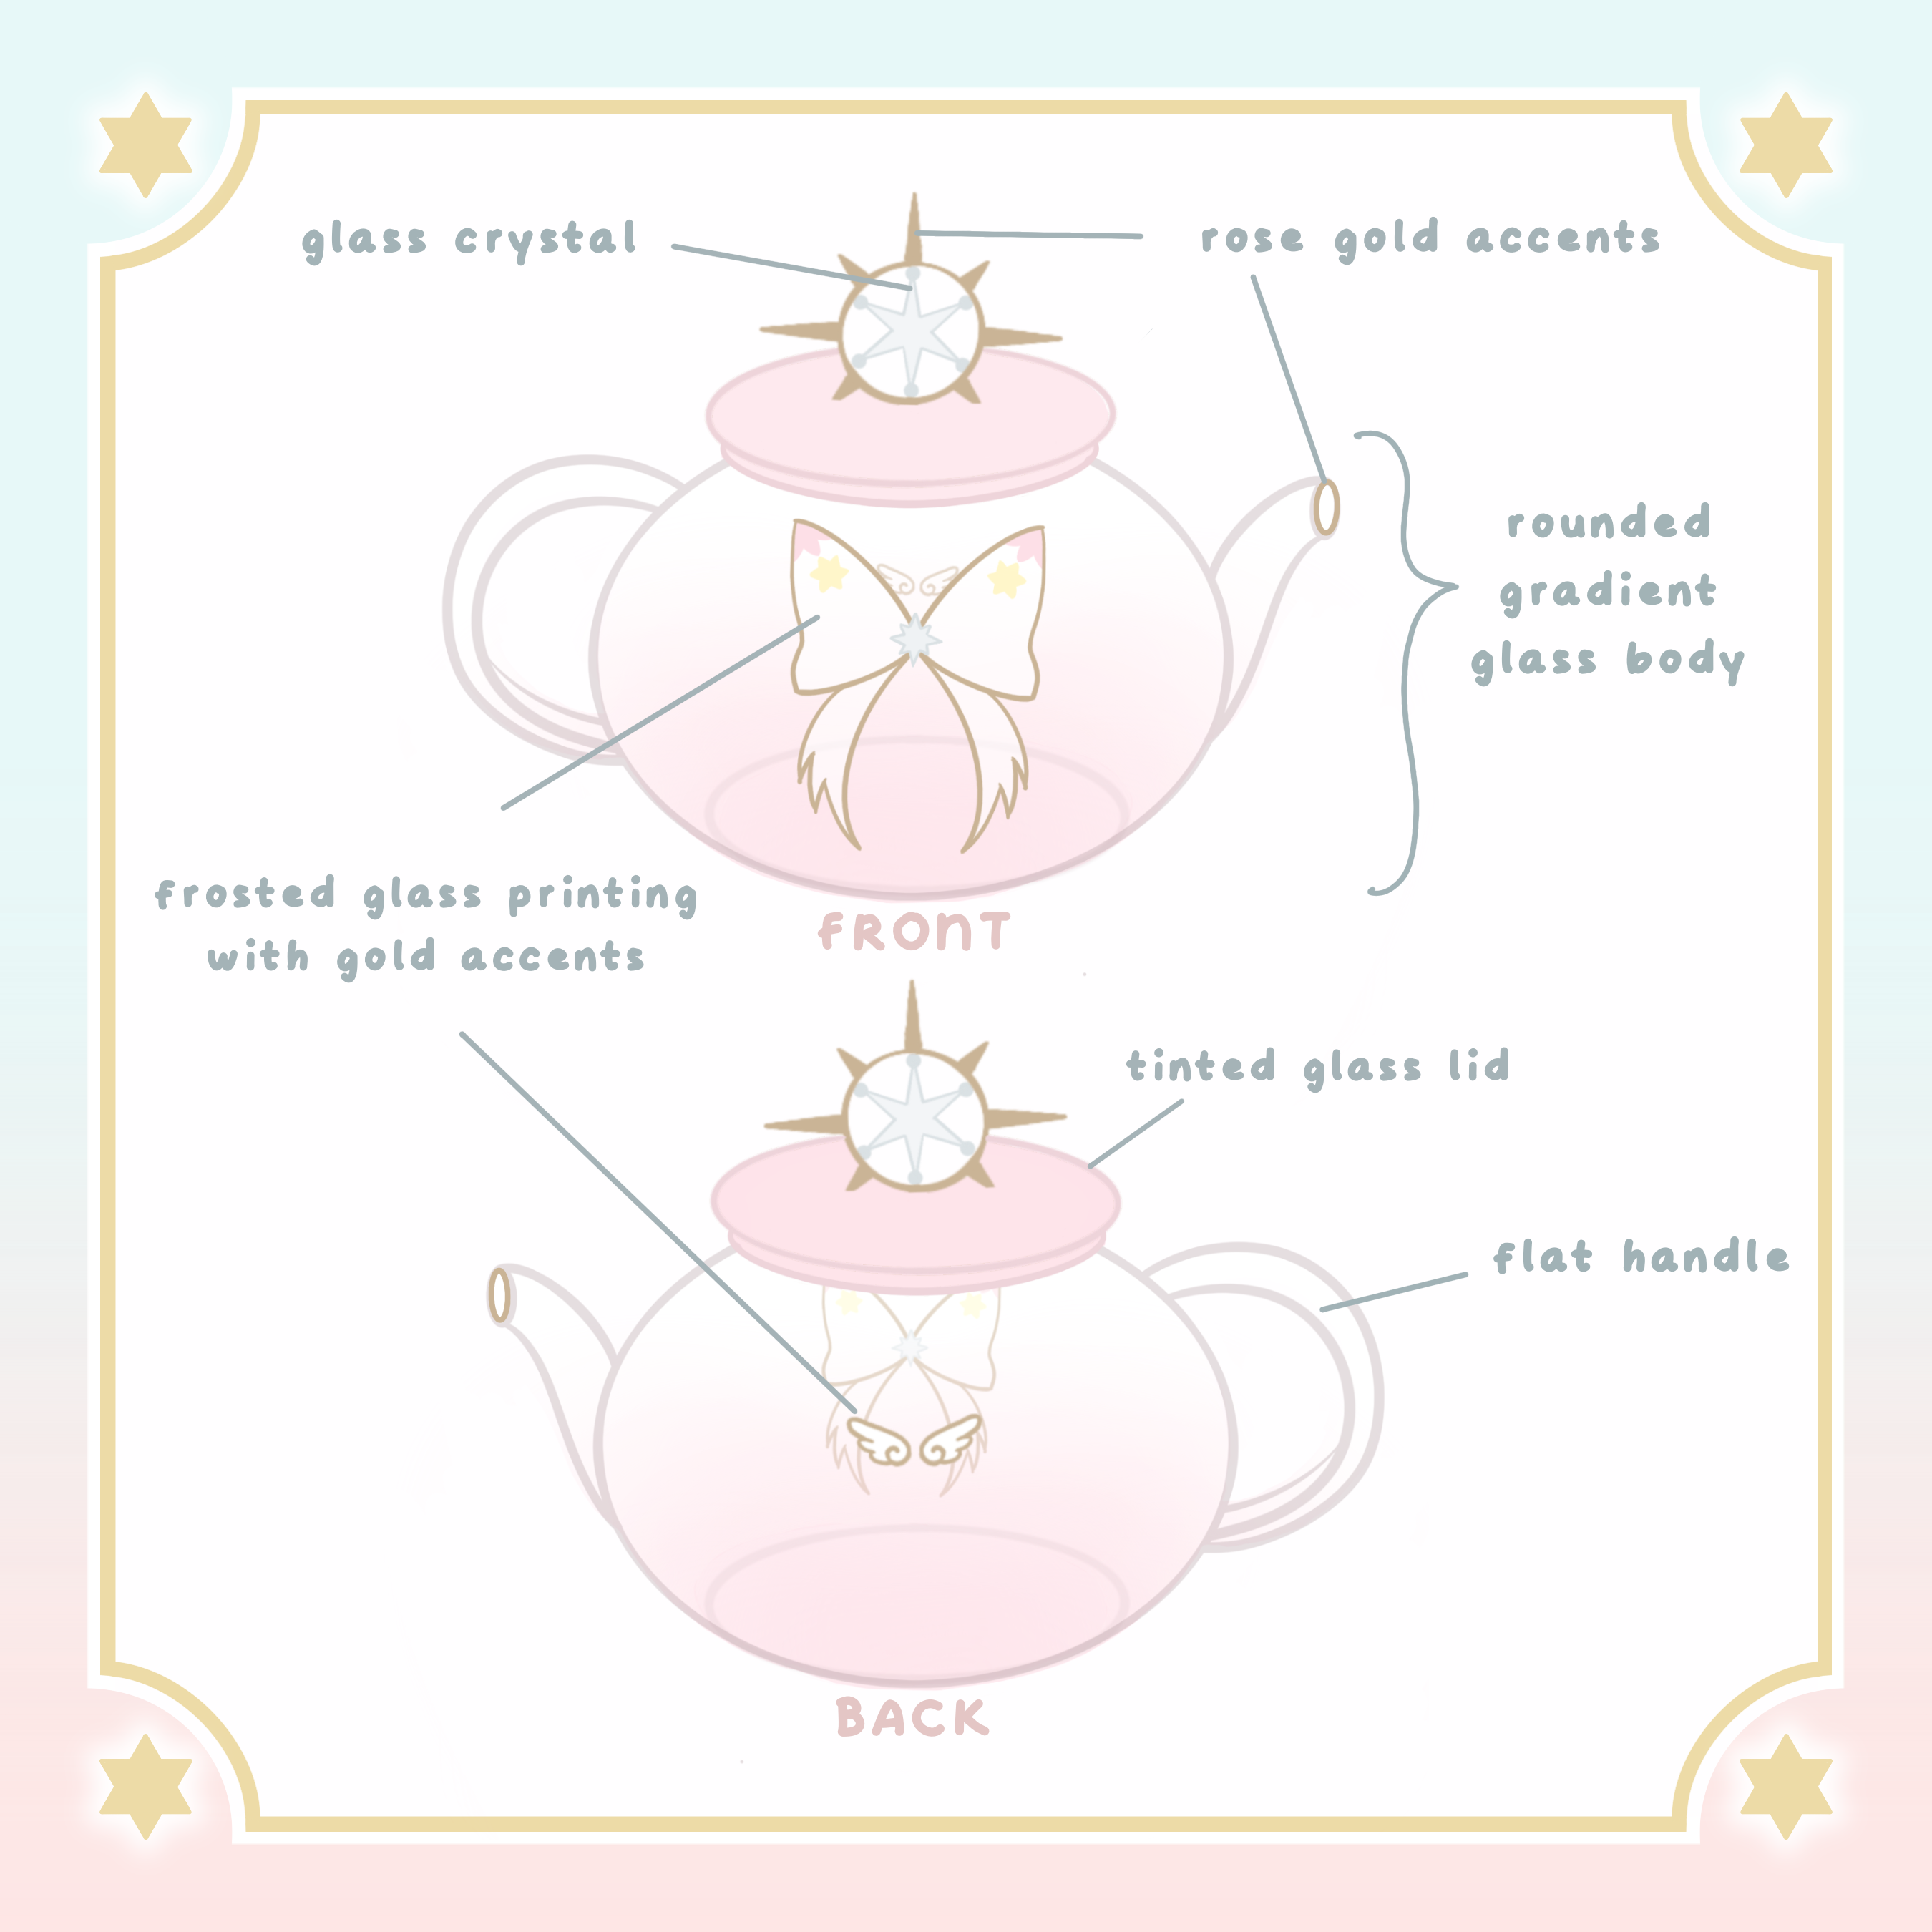 glass crystal
rose gold accents
rounded
gradient
glass body
frosted glass printing
with gold accents
FRONT
tinted glass lid
flat handle
BACK